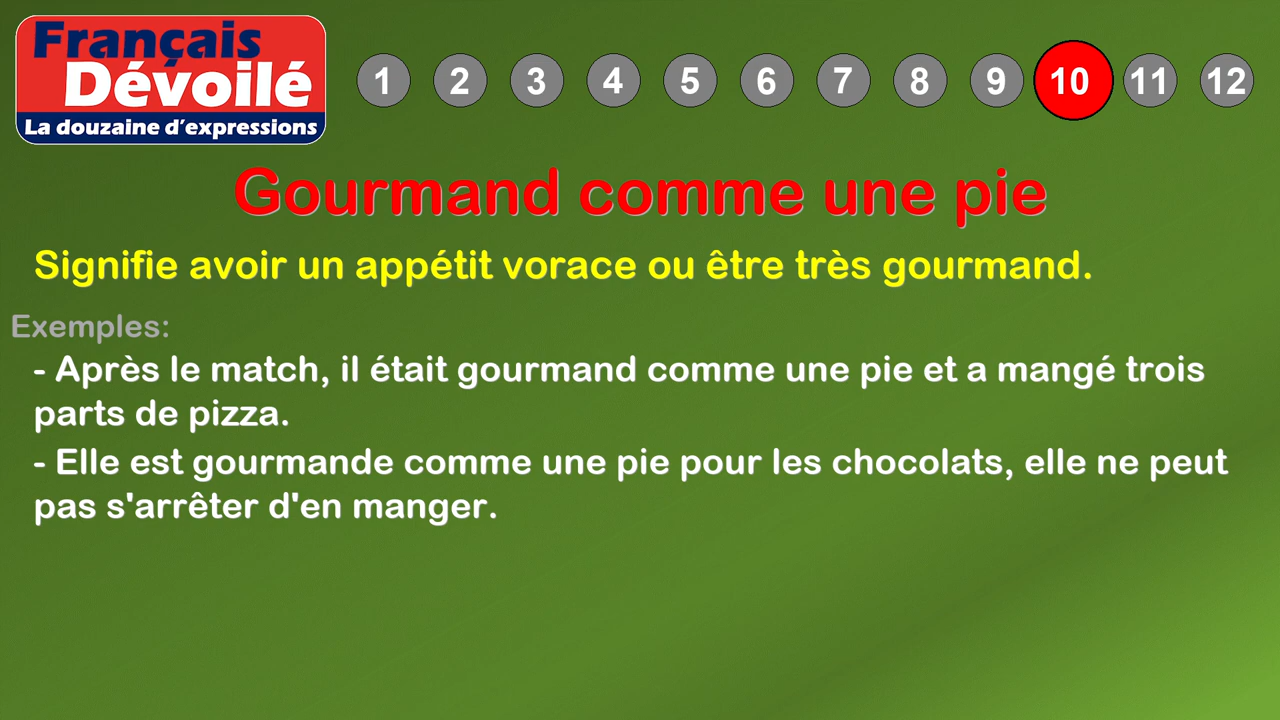 Français
Dévoilé
La douzaine d’expressions
1 2 3 4 5 6 7 8 9 10 11 12
Gourmand comme une pie
Signifie avoir un appétit vorace ou être très gourmand.
Exemples:
- Après le match, il était gourmand comme une pie et a mangé trois
parts de pizza.
- Elle est gourmande comme une pie pour les chocolats, elle ne peut
pas s'arrêter d'en manger.